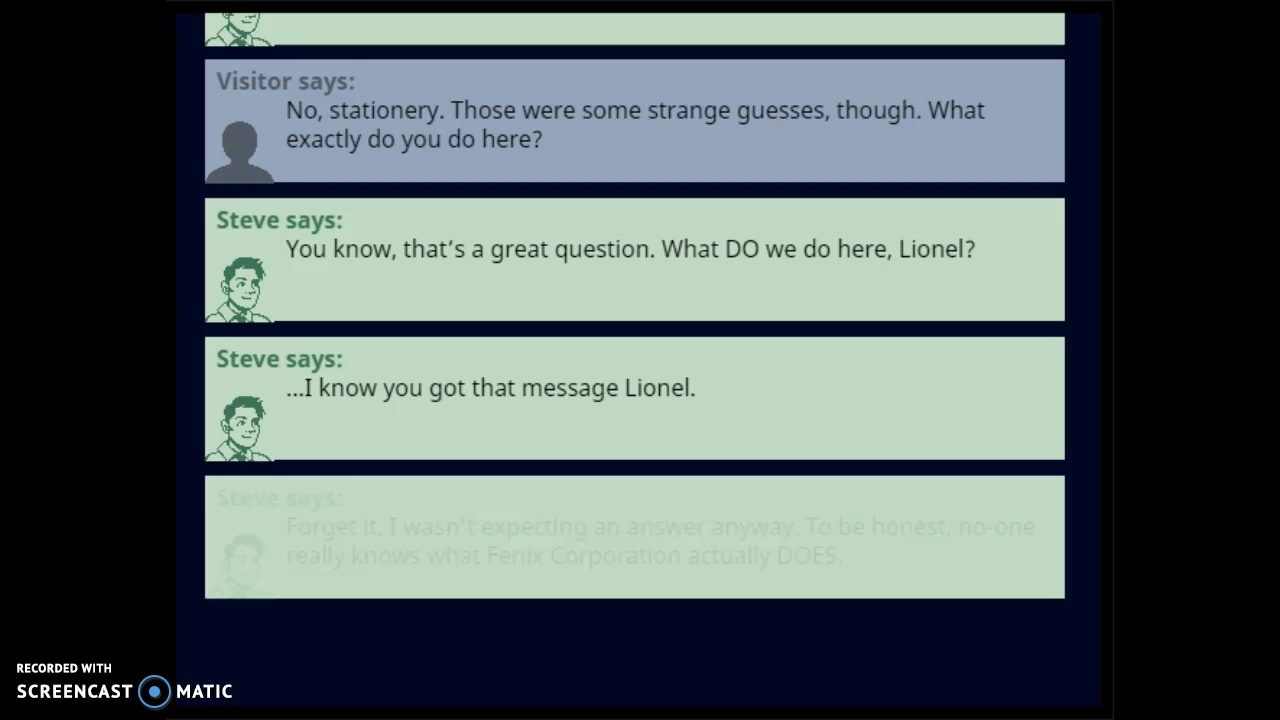 Visitor says:
No, stationery. Those were some strange guesses, though. What
exactly do you do here?
Steve says:
You know, that's a great question. What DO we do here, Lionel?
Steve says:
...I know you got that message Lionel.
Steve says:
Forget it, I wasn't expecting an answer anyway. To be honest, no-one
really knows what Fenix Corporation actually DOES.
RECORDED WITH
SCREENCAST MATIC